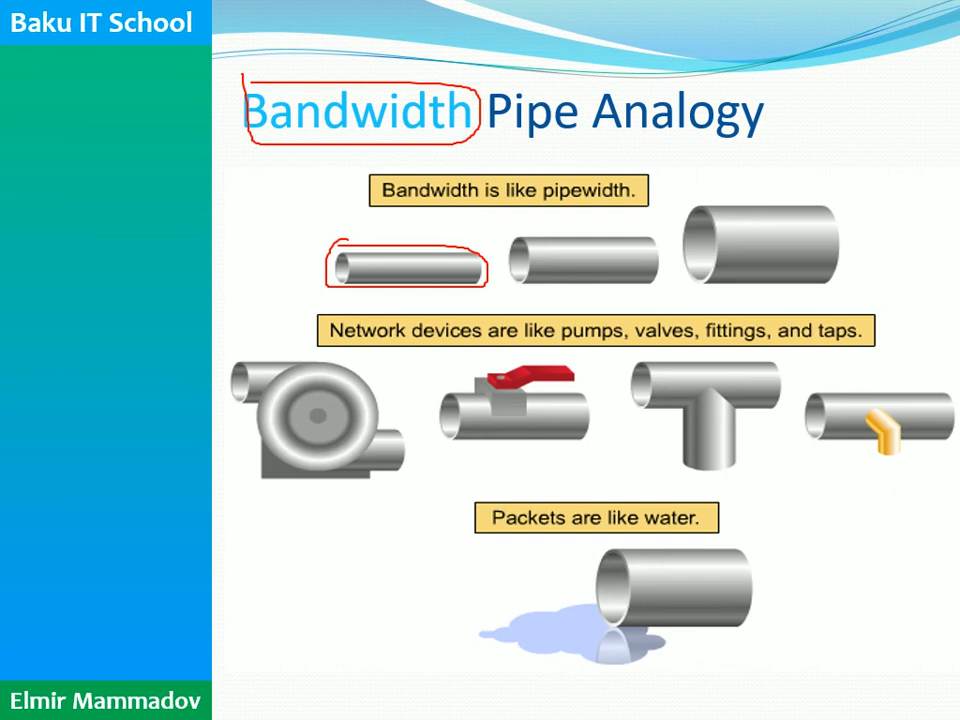 Baku IT School
Bandwidth Pipe Analogy
Bandwidth is like pipewidth.
Network devices are like pumps, valves, fittings, and taps.
Packets are like water.
Elmir Mammadov